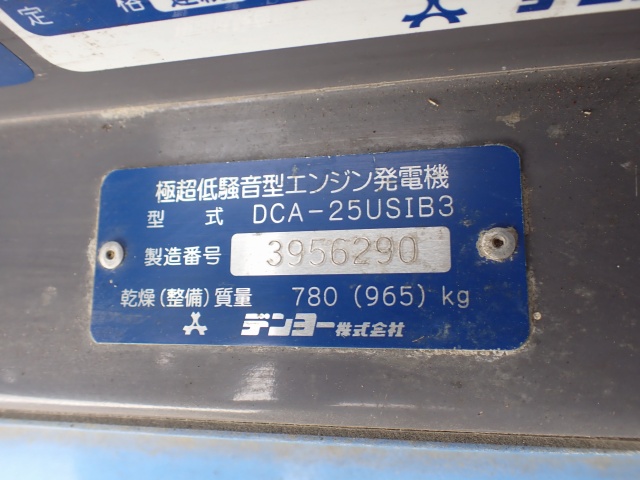 定 格
極超低騒音型エンジン発電機
型 式 DCA-25USIB3
製造番号 3956290
乾燥(整備)質量 780 (965) kg
デンヨー株式会社